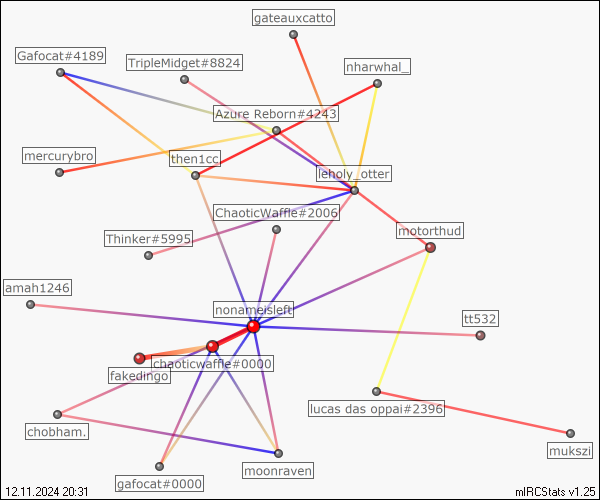 gateauxcatto
Gafocat#4189
TripleMidget#8824
nharwhal_
Azure Reborn#4243
mercurybro
then1cc
leholy_otter
ChaoticWaffle#2006
Thinker#5995
motorthud
amah1246
nonameisleft
tt532
chaoticwaffle#0000
fakedingo
lucas das oppai#2396
chobham.
mukszi
moonraven
gafocat#0000
12.11.2024 20:31
mIRCStats v1.25